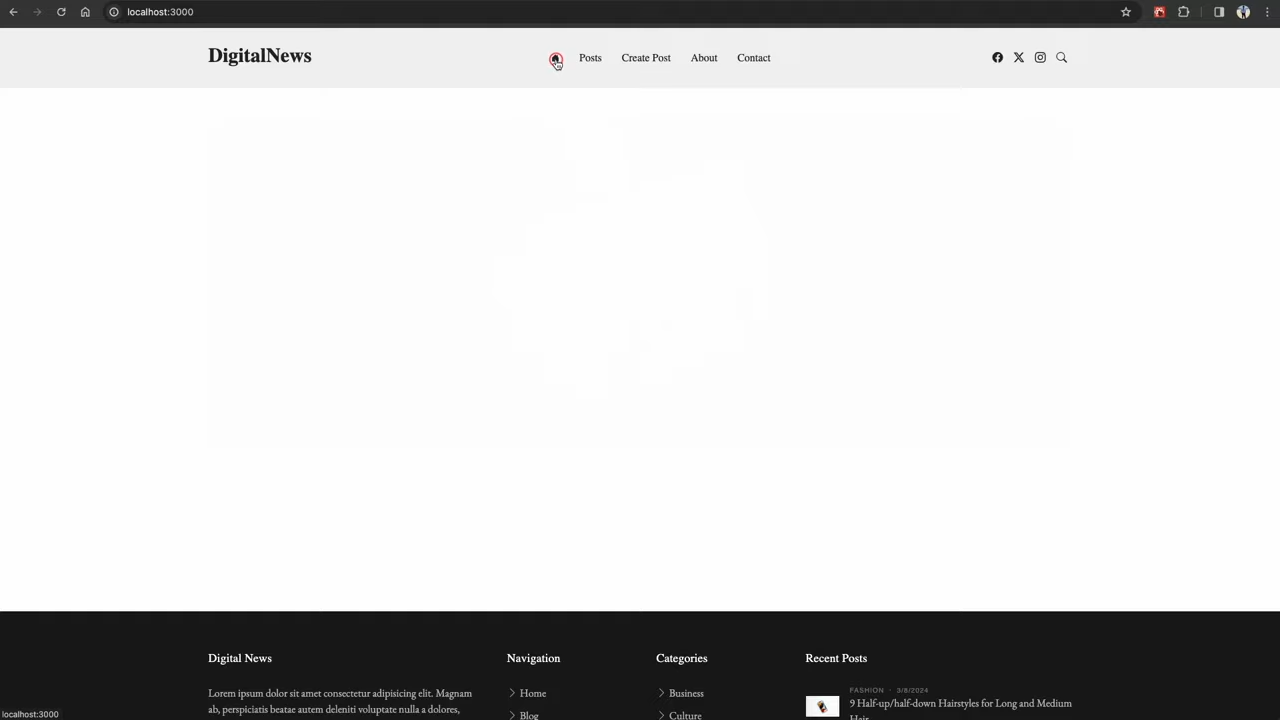 localhost:3000
DigitalNews
Posts
Create Post
About
Contact
Digital News
Lorem ipsum dolor sit amet consectetur adipisicing elit. Magnam
ab, perspiciatis beatae autem deleniti voluptate nulla a dolores,
Navigation
Home
Blog
Categories
Business
Culture
Recent Posts
FASHION · 3/8/2024
9 Half-up/half-down Hairstyles for Long and Medium
Hair
localhost:3000